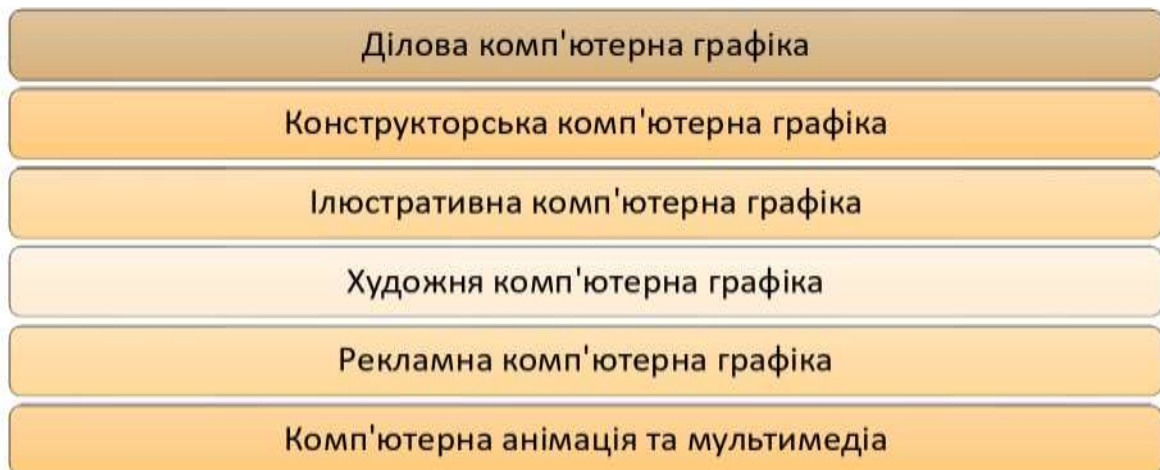 Ділова комп'ютерна графіка
Конструкторська комп'ютерна графіка
Ілюстративна комп'ютерна графіка
Художня комп'ютерна графіка
Рекламна комп'ютерна графіка
Комп'ютерна анімація та мультимедіа